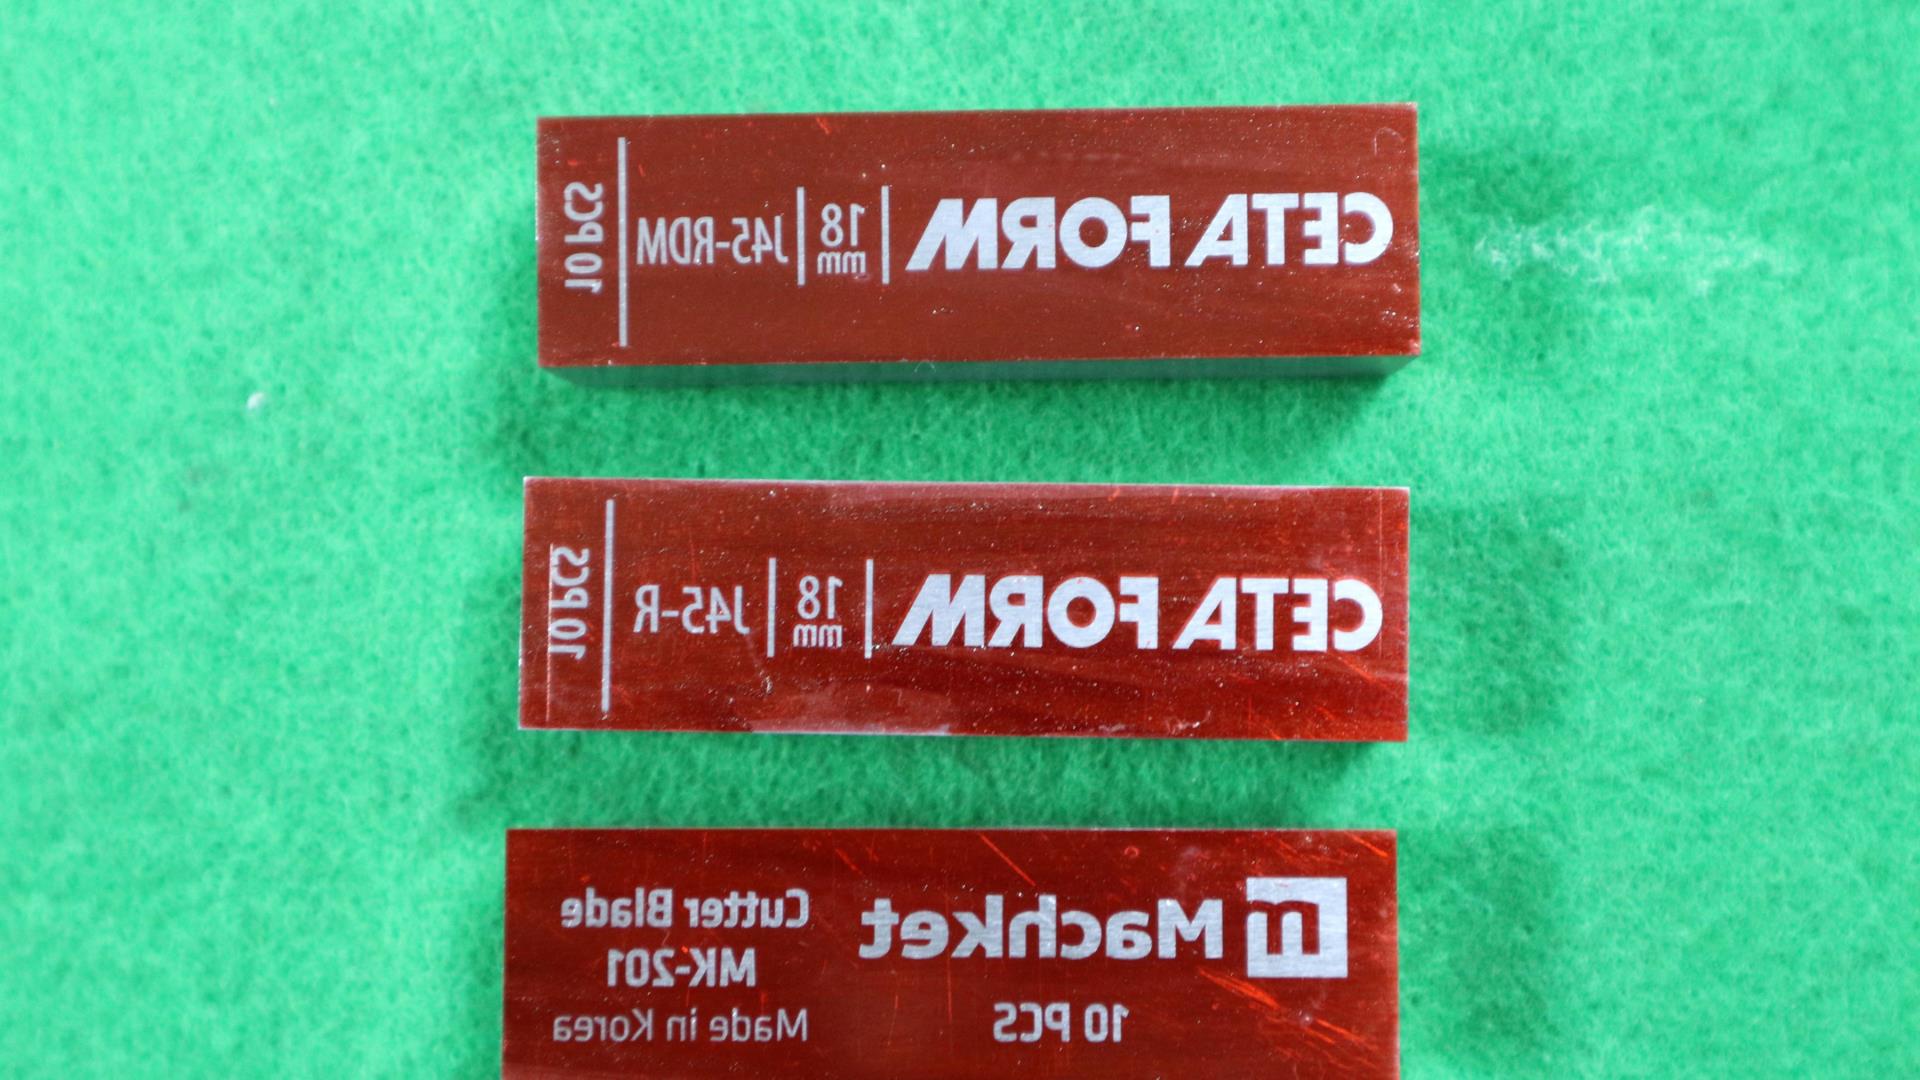 CETA FORM | 18 mm | J45-RDM
10 PCS
CETA FORM | 18 mm | J45-R
10 PCS
m Machket
10 PCS
Cutter Blade
MK-201
Made in Korea